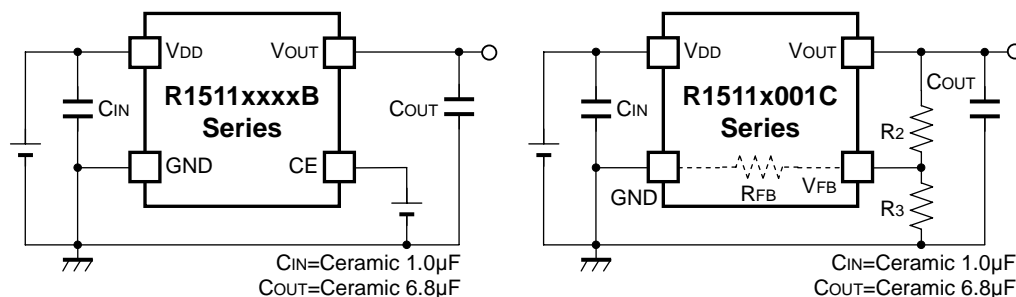 VDD
VOUT
R1511xxxxB
Series
CIN
COUT
GND
CE
CIN=Ceramic 1.0µF
COUT=Ceramic 6.8µF
VDD
VOUT
R1511x001C
Series
CIN
COUT
R2
GND
RFB
VFB
R3
CIN=Ceramic 1.0µF
COUT=Ceramic 6.8µF